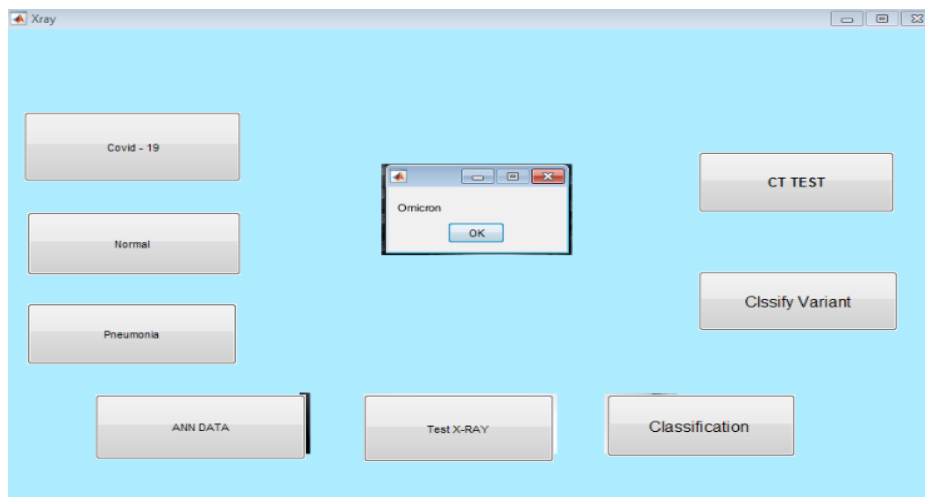 Xray
Covid - 19
Normal
Pneumonia
Omicron
OK
CT TEST
Clssify Variant
ANN DATA
Test X-RAY
Classification